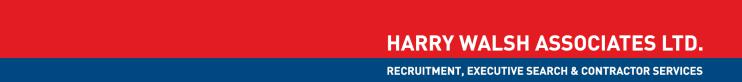 HARRY WALSH ASSOCIATES LTD.
RECRUITMENT, EXECUTIVE SEARCH & CONTRACTOR SERVICES